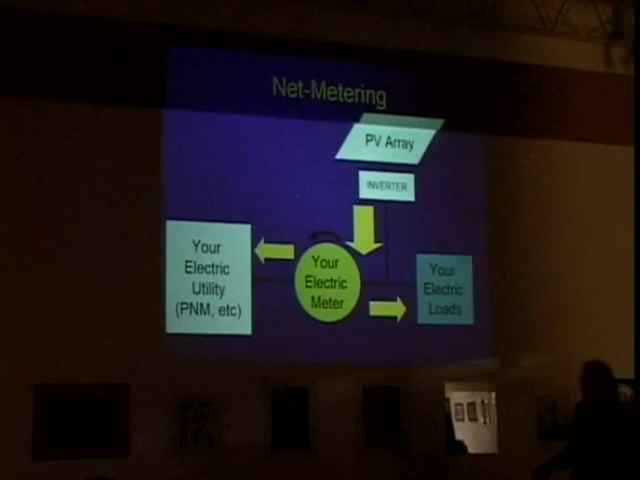 Net-Metering
PV Array
INVERTER
Your
Electric
Utility
(PNM, etc)
Your
Electric
Meter
Your
Electric
Loads